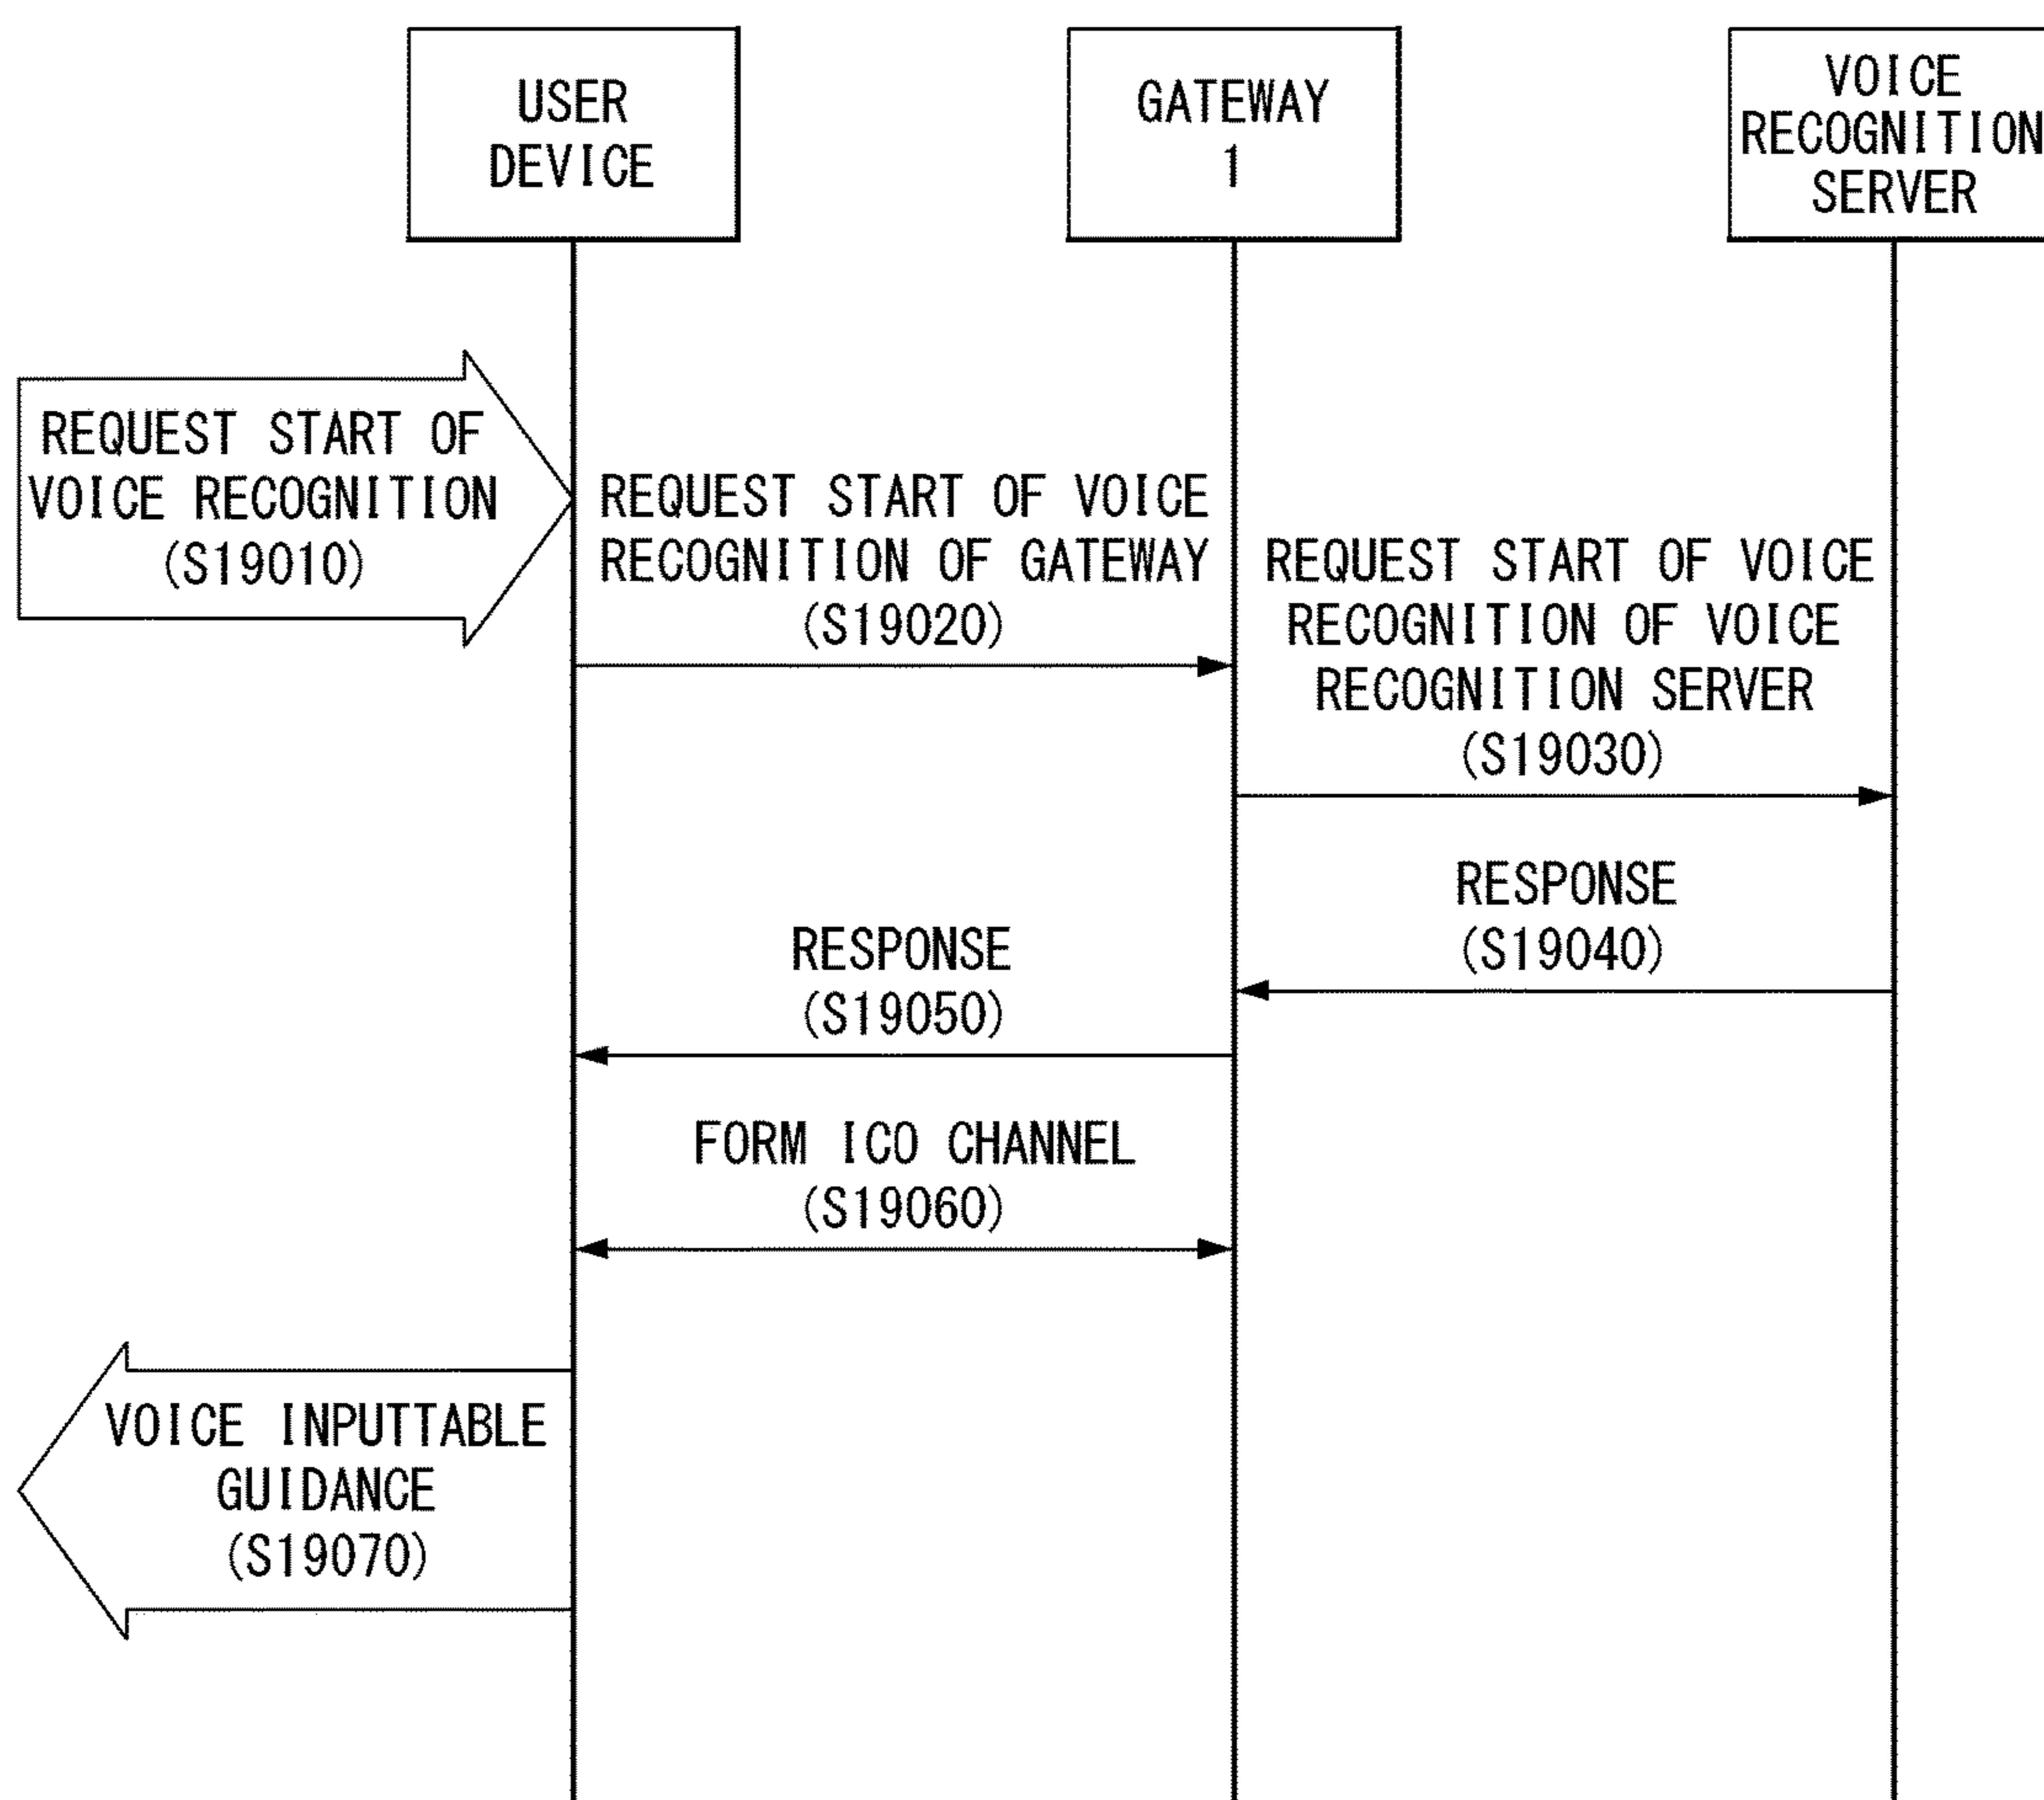 USER
DEVICE
GATEWAY
1
VOICE
RECOGNITION
SERVER
REQUEST START OF
VOICE RECOGNITION
(S19010)
REQUEST START OF VOICE
RECOGNITION OF GATEWAY
(S19020)
REQUEST START OF VOICE
RECOGNITION OF VOICE
RECOGNITION SERVER
(S19030)
RESPONSE
(S19040)
RESPONSE
(S19050)
FORM ICO CHANNEL
(S19060)
VOICE INPUTTABLE
GUIDANCE
(S19070)